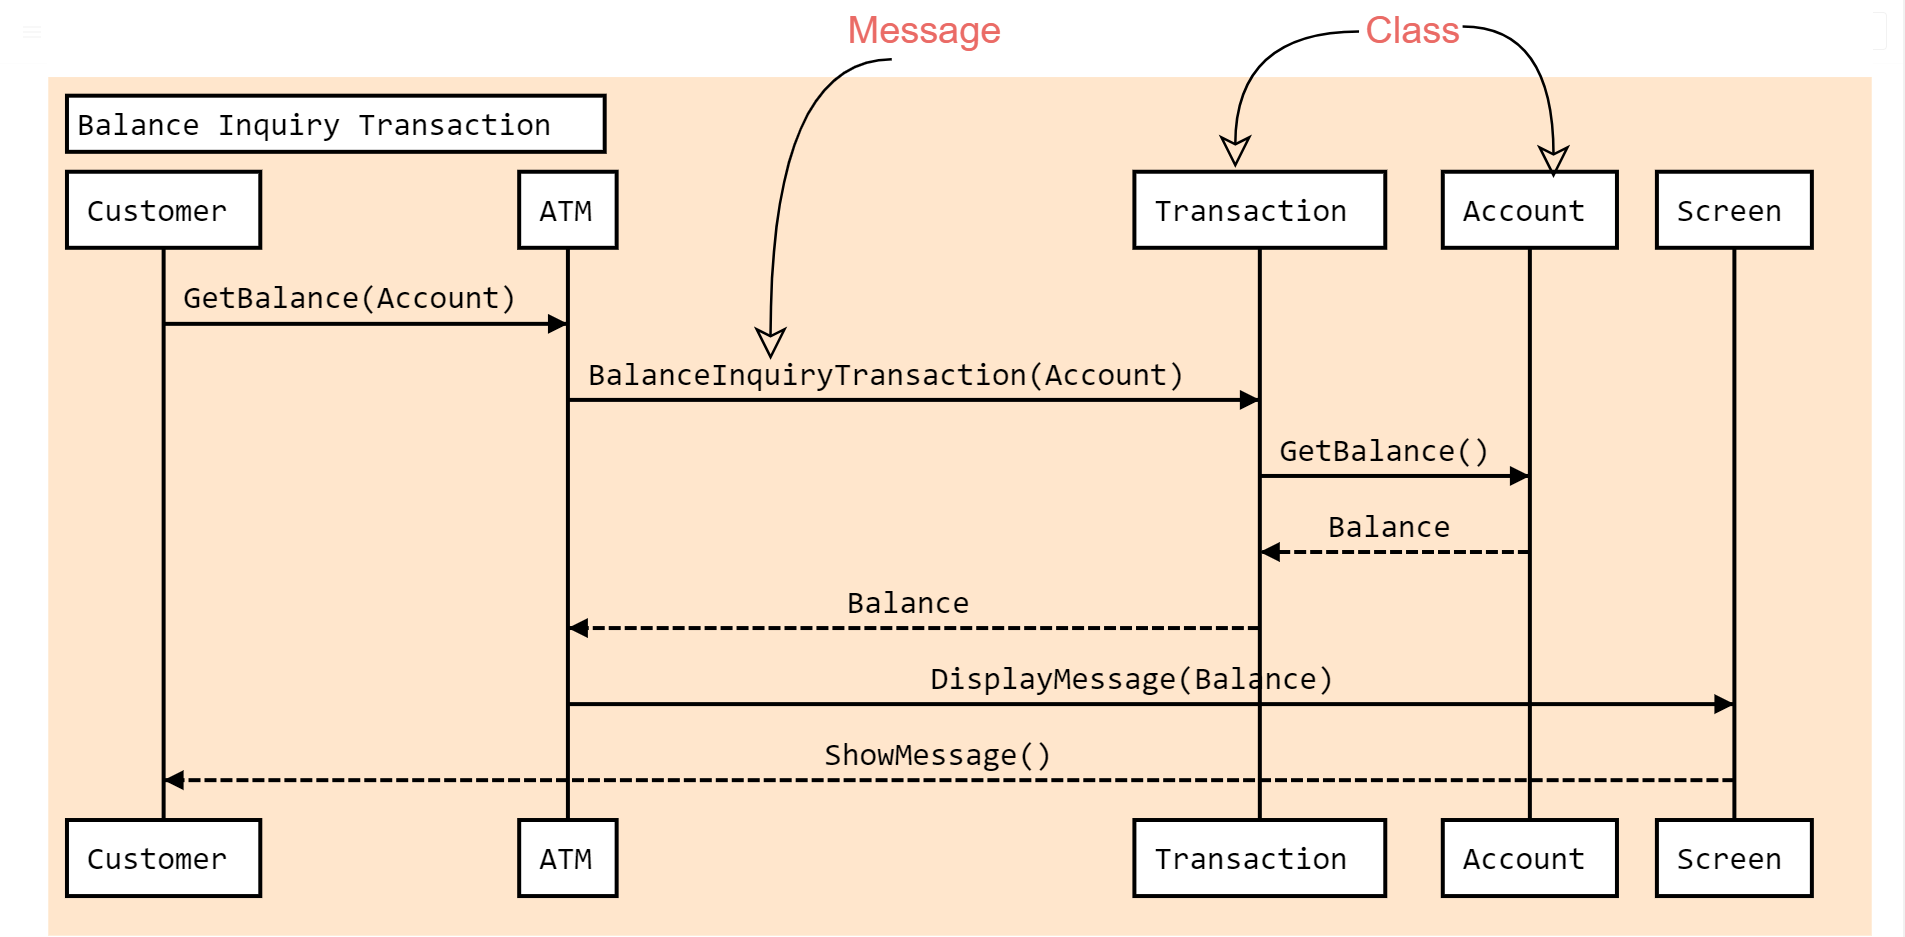 Message
Class
Balance Inquiry Transaction
Customer
ATM
Transaction
Account
Screen
GetBalance(Account)
BalanceInquiryTransaction(Account)
GetBalance()
Balance
Balance
DisplayMessage(Balance)
ShowMessage()
Customer
ATM
Transaction
Account
Screen